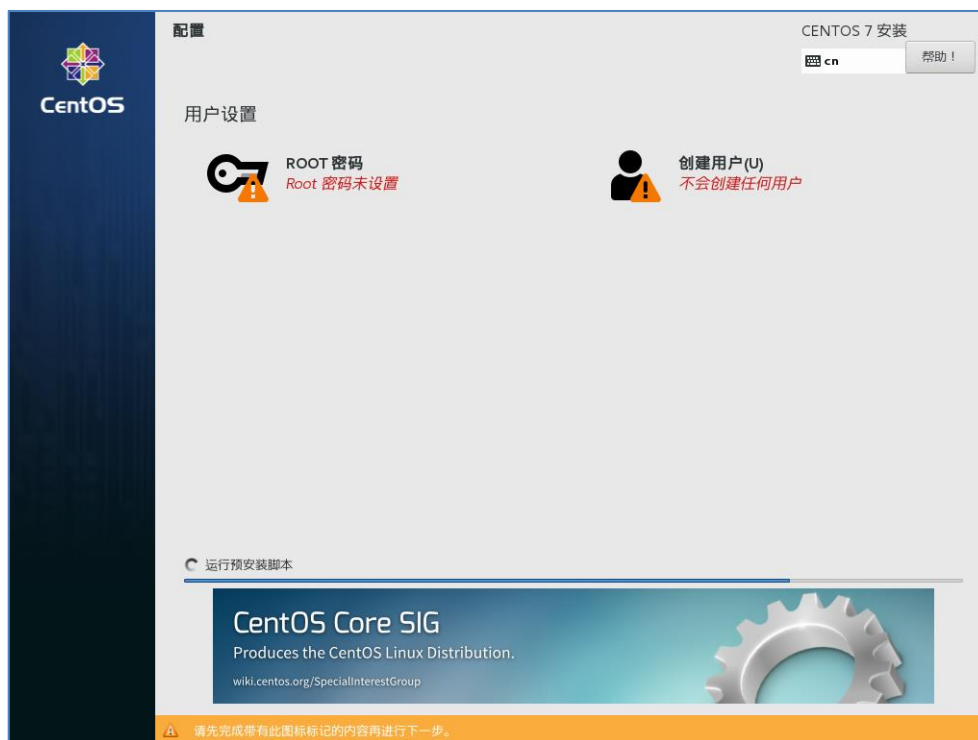 配置
CENTOS 7 安装
cn
帮助！
CentOS
用户设置
ROOT 密码
Root 密码未设置
创建用户(U)
不会创建任何用户
运行预安装脚本
CentOS Core SIG
Produces the CentOS Linux Distribution.
wiki.centos.org/SpecialInterestGroup
请先完成带有此图标标记的内容再进行下一步。